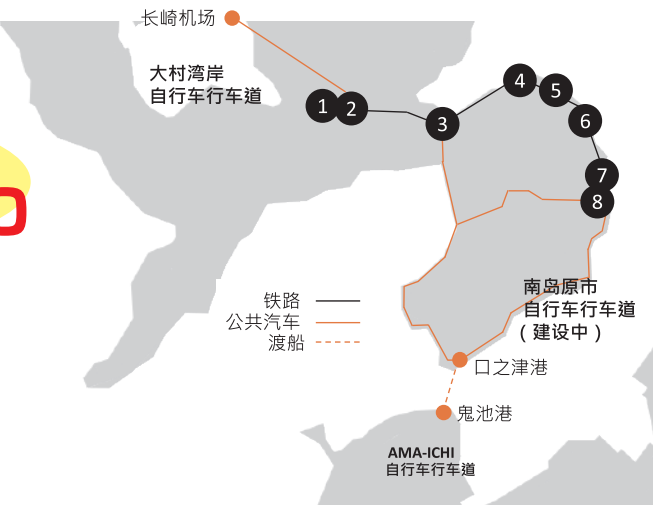 长崎机场
大村湾岸
自行车行车道
1
2
3
4
5
6
7
8
铁路
公共汽车
渡船
南岛原市
自行车行车道
(建设中)
口之津港
鬼池港
AMA-ICHI
自行车行车道